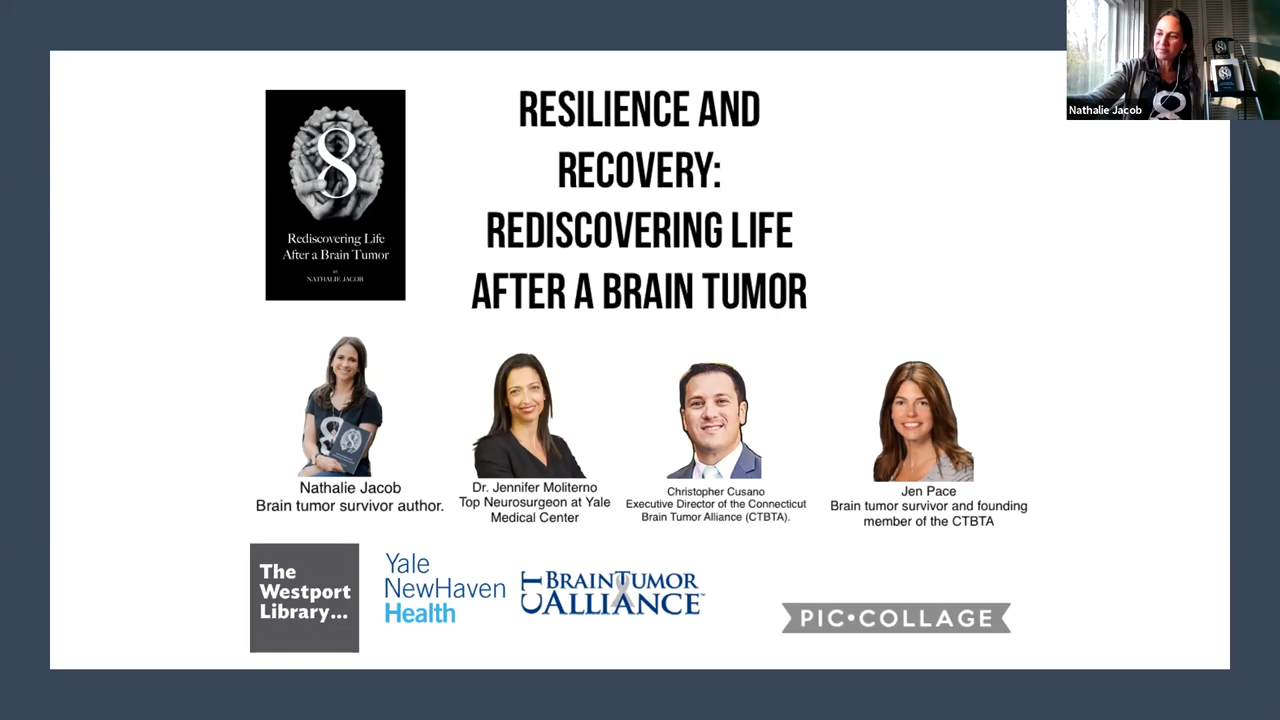 Nathalie Jacob
RESILIENCE AND
RECOVERY:
REDISCOVERING LIFE
AFTER A BRAIN TUMOR
8
Rediscovering Life
After a Brain Tumor
BY
NATHALIE JACOB
Nathalie Jacob
Brain tumor survivor author.
Dr. Jennifer Moliterno
Top Neurosurgeon at Yale
Medical Center
Christopher Cusano
Executive Director of the Connecticut
Brain Tumor Alliance (CTBTA).
Jen Pace
Brain tumor survivor and founding
member of the CTBTA
The
Westport
Library...
Yale
NewHaven
Health
CT BRAINTUMOR
ALLIANCE™
PIC•COLLAGE